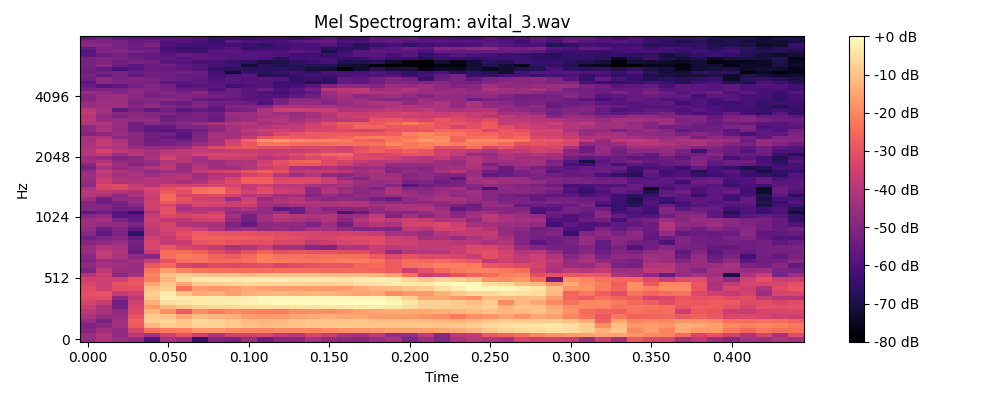 Mel Spectrogram: avital_3.wav
Hz
4096
2048
1024
512
0
0.000 0.050 0.100 0.150 0.200 0.250 0.300 0.350 0.400
Time
+0 dB
-10 dB
-20 dB
-30 dB
-40 dB
-50 dB
-60 dB
-70 dB
-80 dB